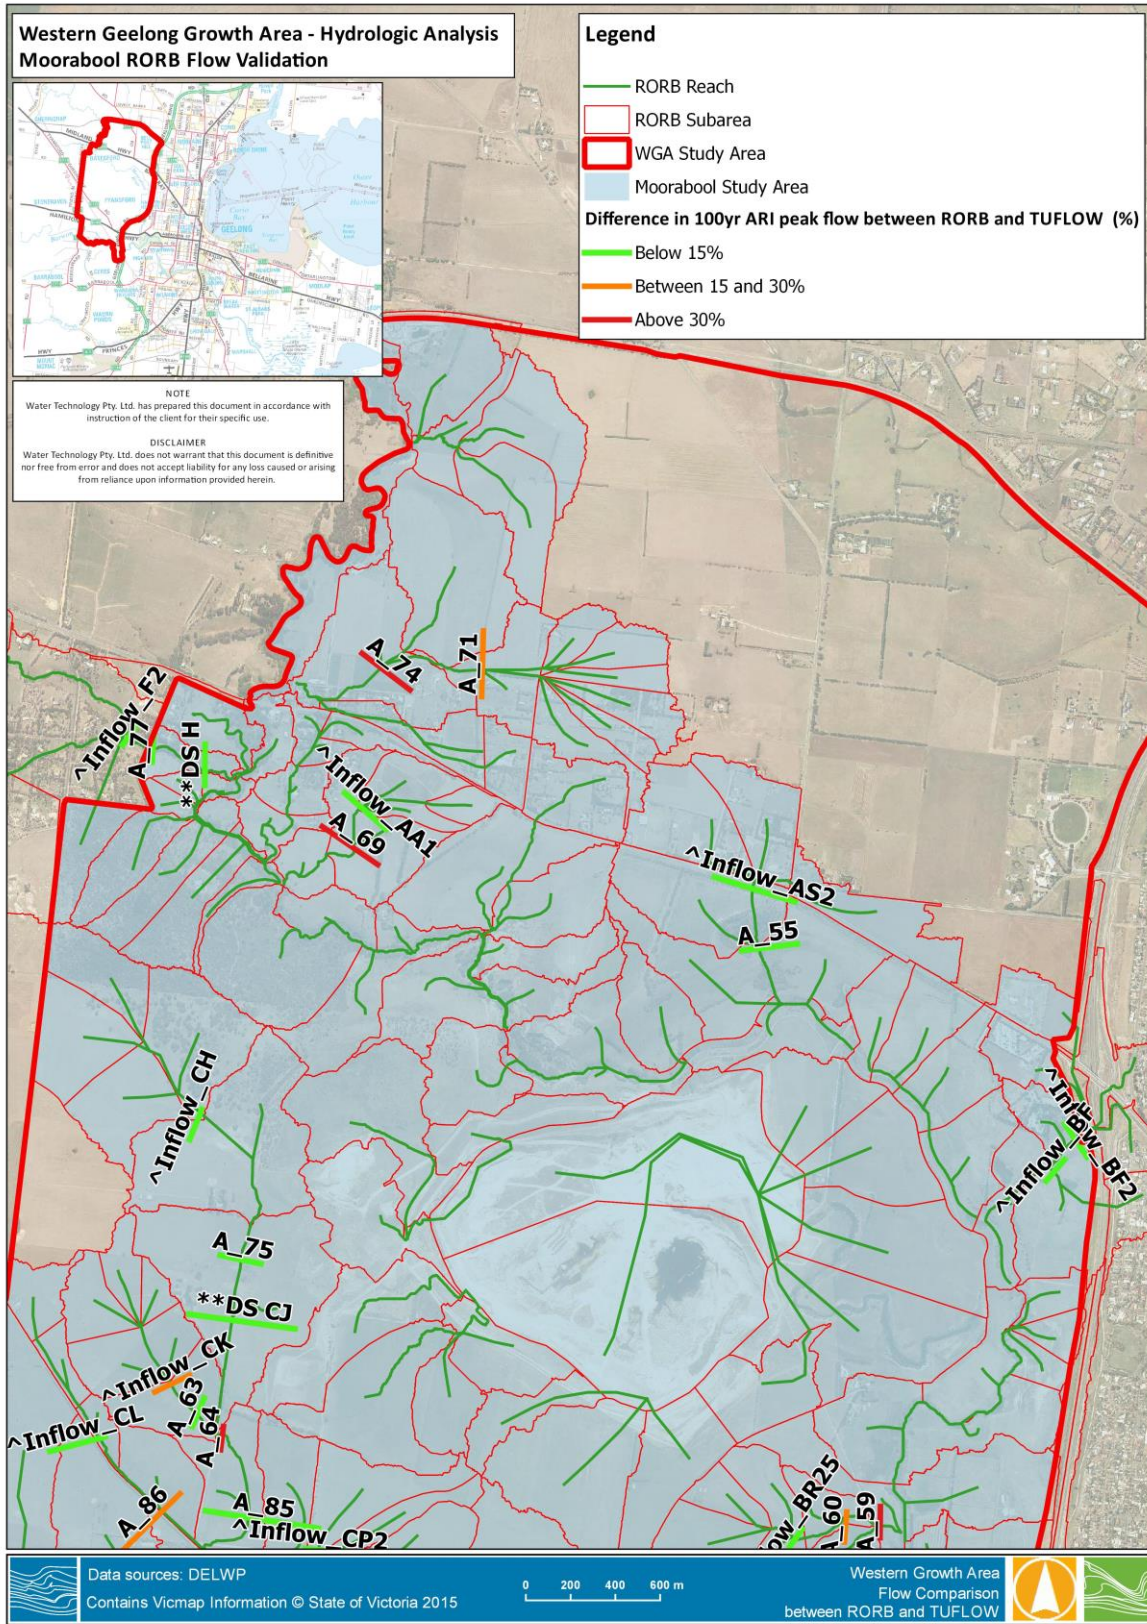 Western Geelong Growth Area - Hydrologic Analysis
Moorabool RORB Flow Validation
Legend
RORB Reach
RORB Subarea
WGA Study Area
Moorabool Study Area
Difference in 100yr ARI peak flow between RORB and TUFLOW (%)
Below 15%
Between 15 and 30%
Above 30%
GEELONG
NOTE
Water Technology Pty. Ltd. has prepared this document in accordance with
instruction of the client for their specific use.
DISCLAIMER
Water Technology Pty. Ltd. does not warrant that this document is definitive
nor free from error and does not accept liability for any loss caused or arising
from reliance upon information provided herein.
A_74
A_71
^Inflow_F2
A_77
**DS H
^Inflow_AA1
A_69
^Inflow_AS2
A_55
^Inflow_CH
^Inflow_BF2
A_75
**DS CJ
^Inflow_CK
A_63
A_64
^Inflow_CL
A_86
A_85
^Inflow_CP2
ow_BR25
A_60
A_59
Data sources: DELWP
Contains Vicmap Information © State of Victoria 2015
0 200 400 600 m
Western Growth Area
Flow Comparison
between RORB and TUFLOW